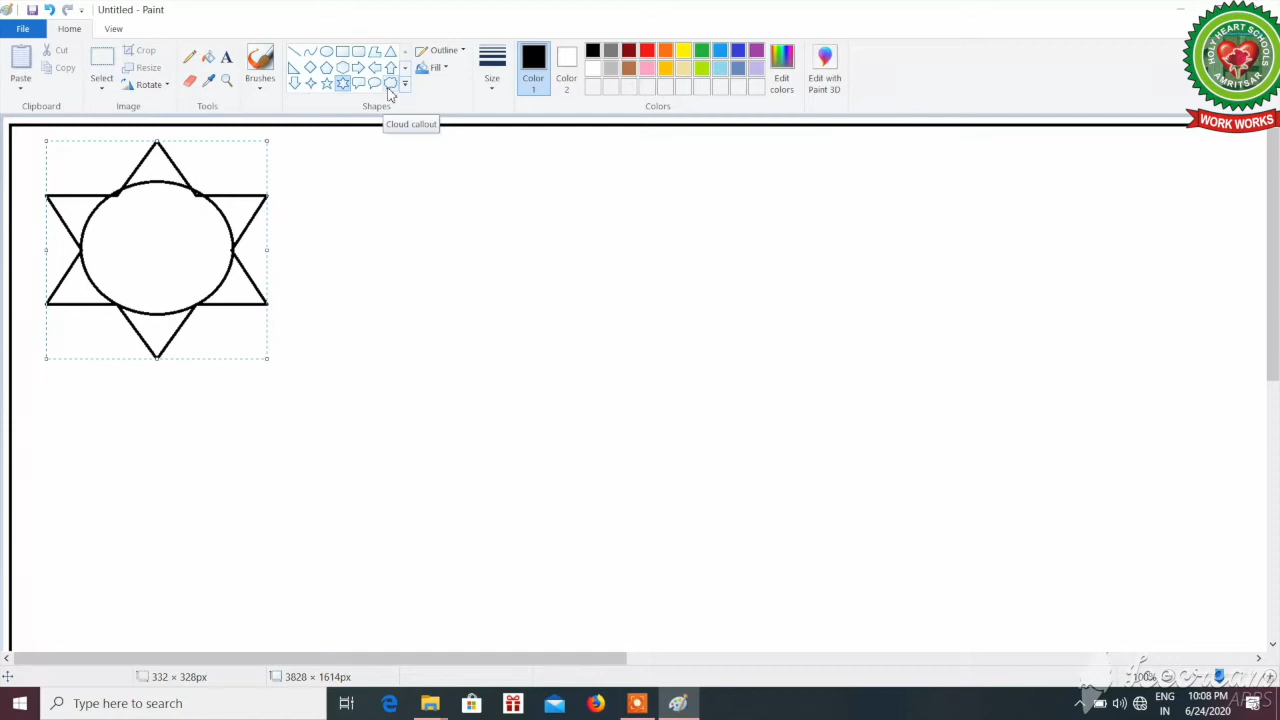 Untitled - Paint
File Home View
Paste
Cut
Copy
Clipboard
Select
Crop
Resize
Rotate
Image
A
Tools
Brushes
Shapes
Outline
Fill
Size
Color 1
Color 2
Colors
Edit colors
Edit with Paint 3D
Cloud callout
HOLY HEART SCHOOLS
AMRITSAR
WORK WORKS
332 × 328px
3828 × 1614px
100%
Type here to search
ENG
IN
10:08 PM
6/24/2020